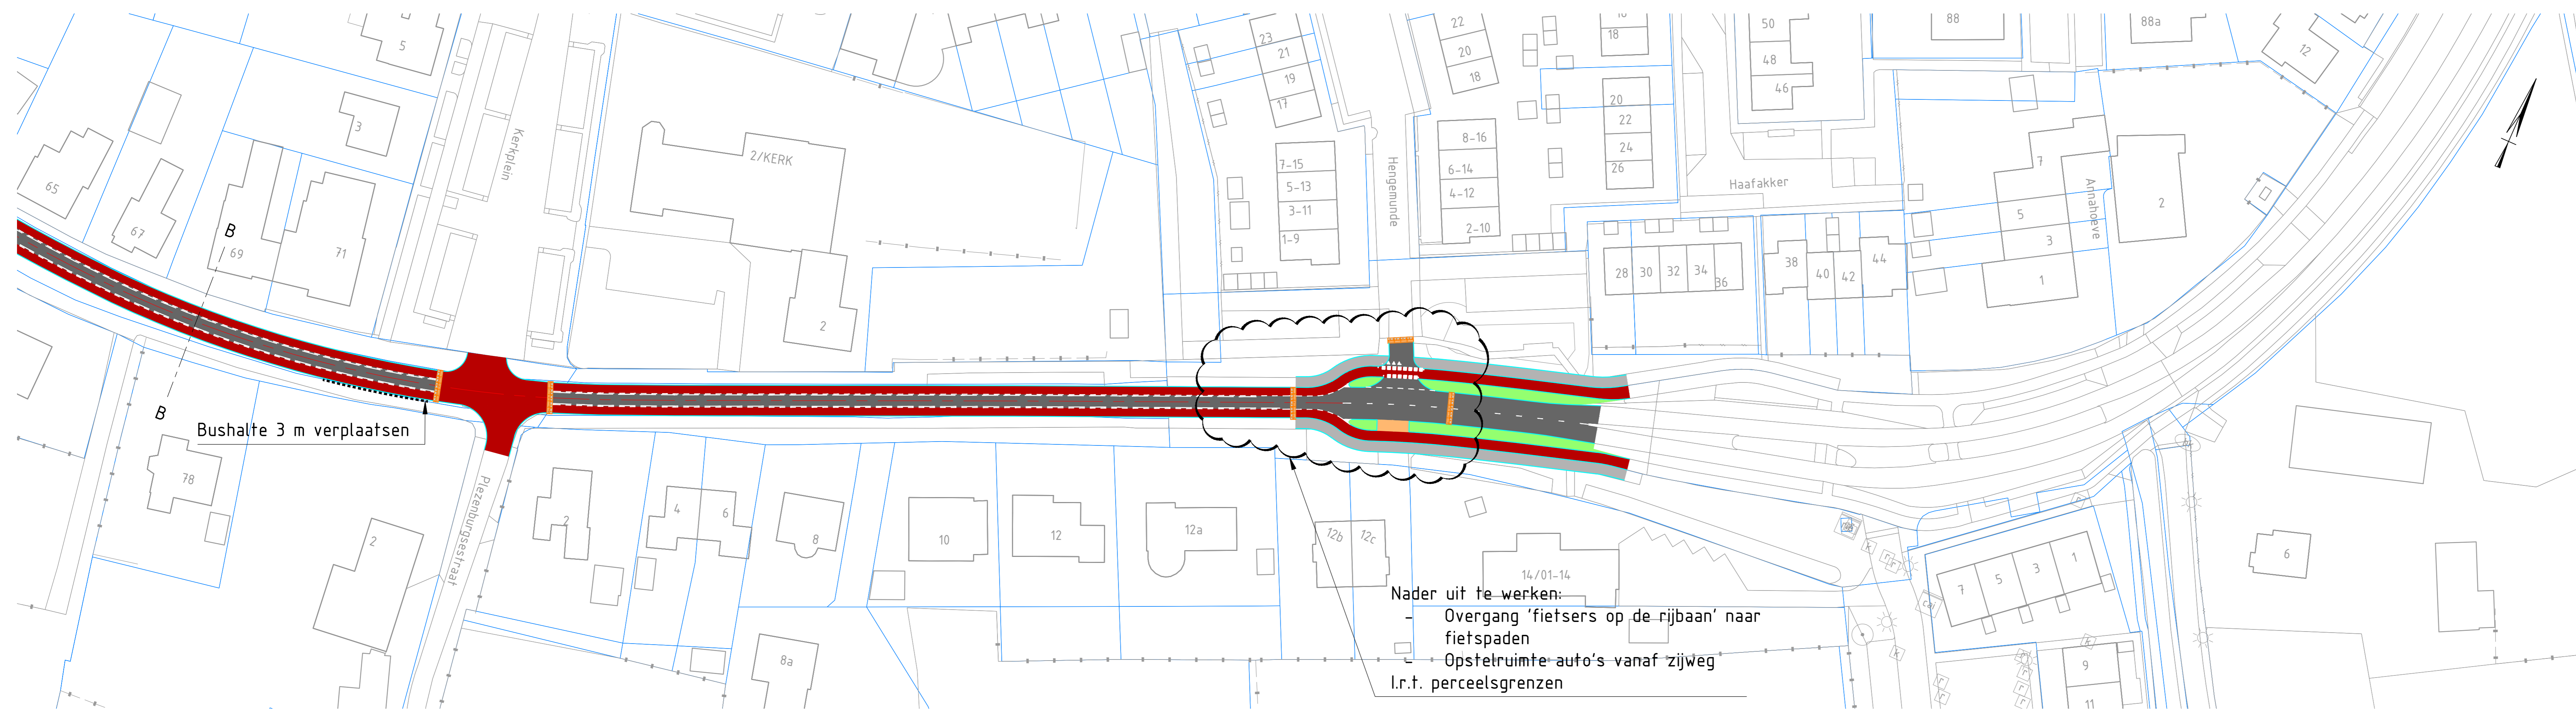 5
3
65
67
69
71
B
B
Kerkplein
2/KERK
2
23
21
19
17
7-15
5-13
3-11
1-9
Hengemunde
22
20
18
8-16
6-14
4-12
2-10
18
18
20
22
24
26
28
30
32
34
36
50
48
46
Haafakker
38
40
42
44
88
88a
12
7
5
3
1
Annahoeve
2
Bushalte 3 m verplaatsen
78
2
Plezenburgsestraat
2
4
6
8
8a
10
12
12a
12b
12c
14/01-14
Nader uit te werken:
- Overgang 'fietsers op de rijbaan' naar
fietspaden
- Opstelruimte auto's vanaf zijweg
I.r.t. perceelsgrenzen
7
5
3
1
cai
k
r
r
k
k
9
11
r
r
r
r
r
6